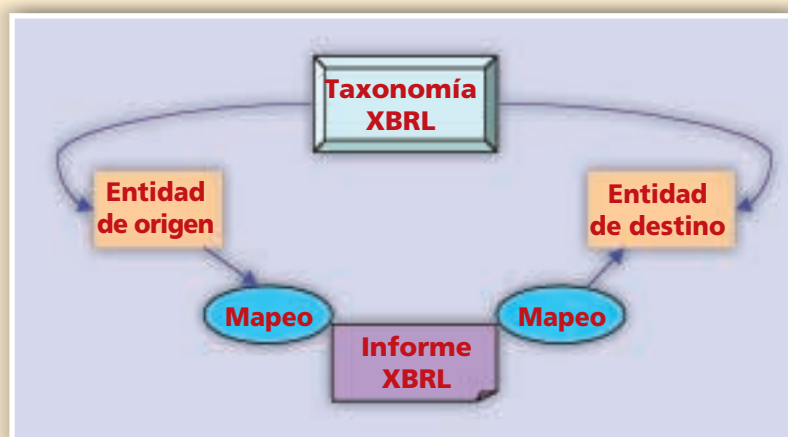 Taxonomía
XBRL
Entidad
de origen
Entidad
de destino
Mapeo
Mapeo
Informe
XBRL